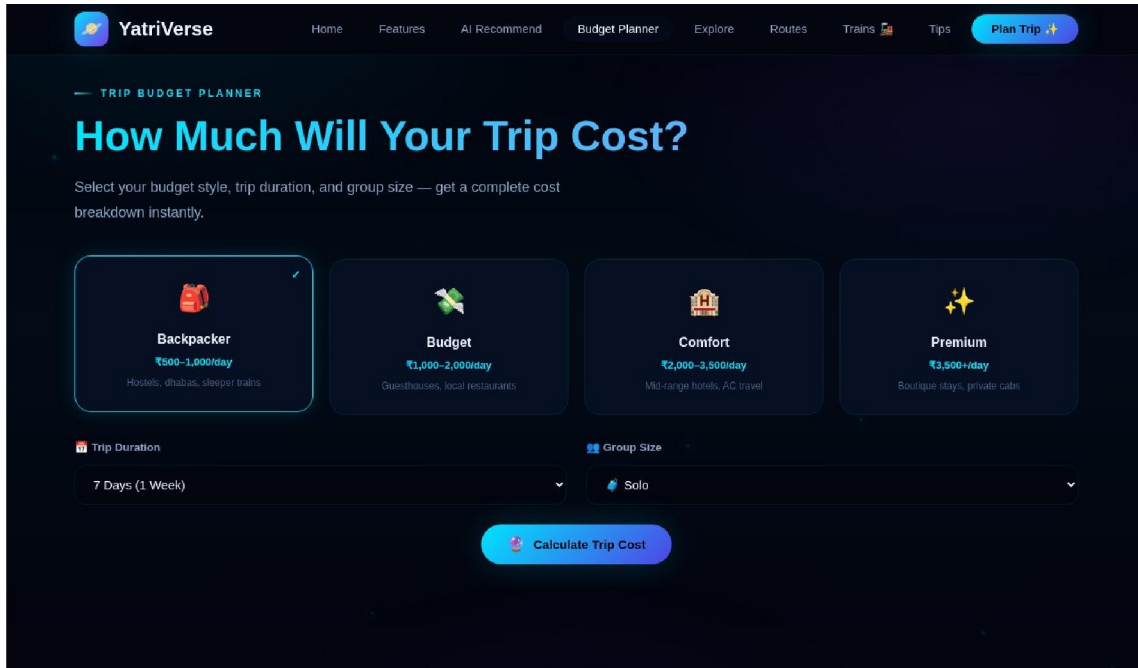 YatriVerse
Home Features AI Recommend Budget Planner Explore Routes Trains 🚂 Tips Plan Trip ✨
TRIP BUDGET PLANNER
How Much Will Your Trip Cost?
Select your budget style, trip duration, and group size — get a complete cost
breakdown instantly.
✓
Backpacker
₹500–1,000/day
Hostels, dhabas, sleeper trains
Budget
₹1,000–2,000/day
Guesthouses, local restaurants
Comfort
₹2,000–3,500/day
Mid-range hotels, AC travel
Premium
₹3,500+/day
Boutique stays, private cabs
📅 Trip Duration
7 Days (1 Week)
👥 Group Size
🧳 Solo
🔮 Calculate Trip Cost